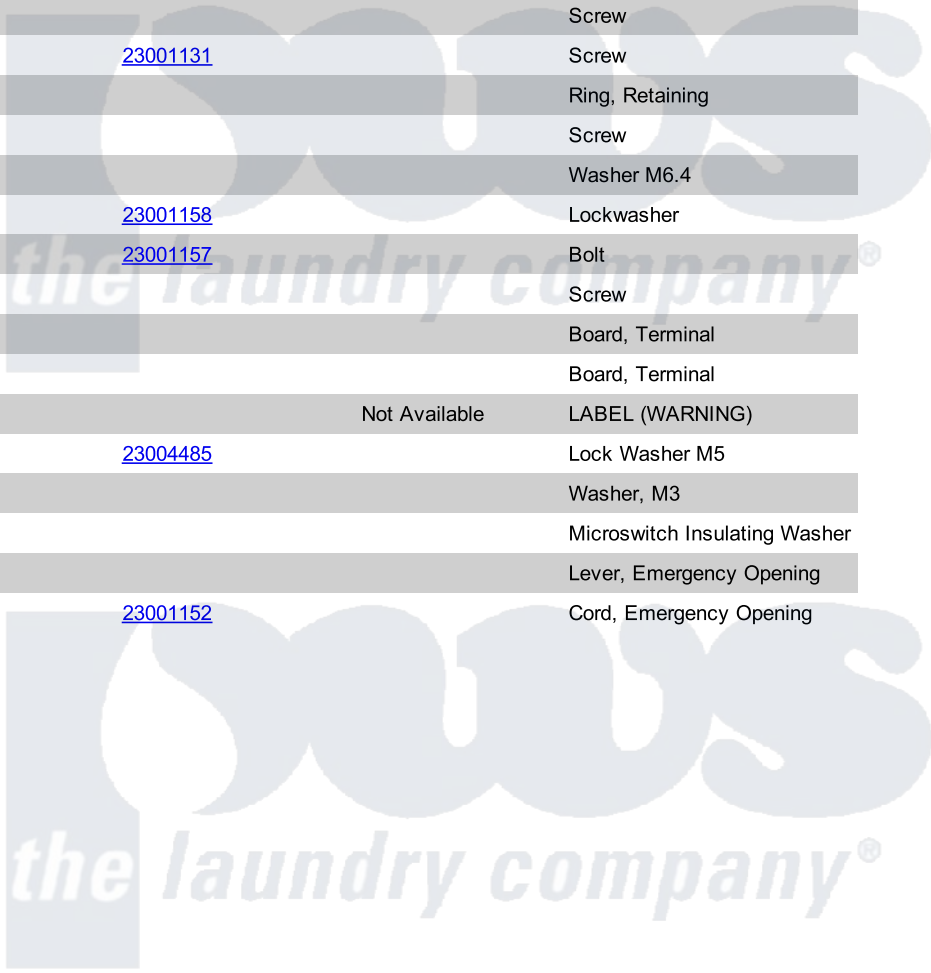 Screw
23001131 Screw
Ring, Retaining
Screw
Washer M6.4
23001158 Lockwasher
23001157 Bolt
Screw
Board, Terminal
Board, Terminal
Not Available LABEL (WARNING)
23004485 Lock Washer M5
Washer, M3
Microswitch Insulating Washer
Lever, Emergency Opening
23001152 Cord, Emergency Opening
pws
the laundry company®
pws
the laundry company®